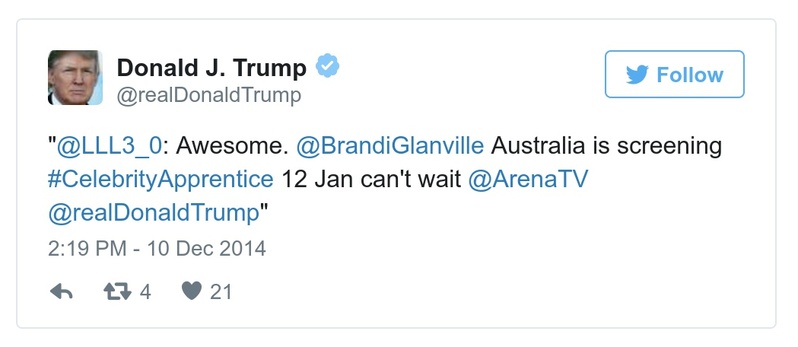 Donald J. Trump
@realDonaldTrump
Follow
"@LLL3_0: Awesome. @BrandiGlanville Australia is screening
#CelebrityApprentice 12 Jan can't wait @ArenaTV
@realDonaldTrump"
2:19 PM - 10 Dec 2014
4 21